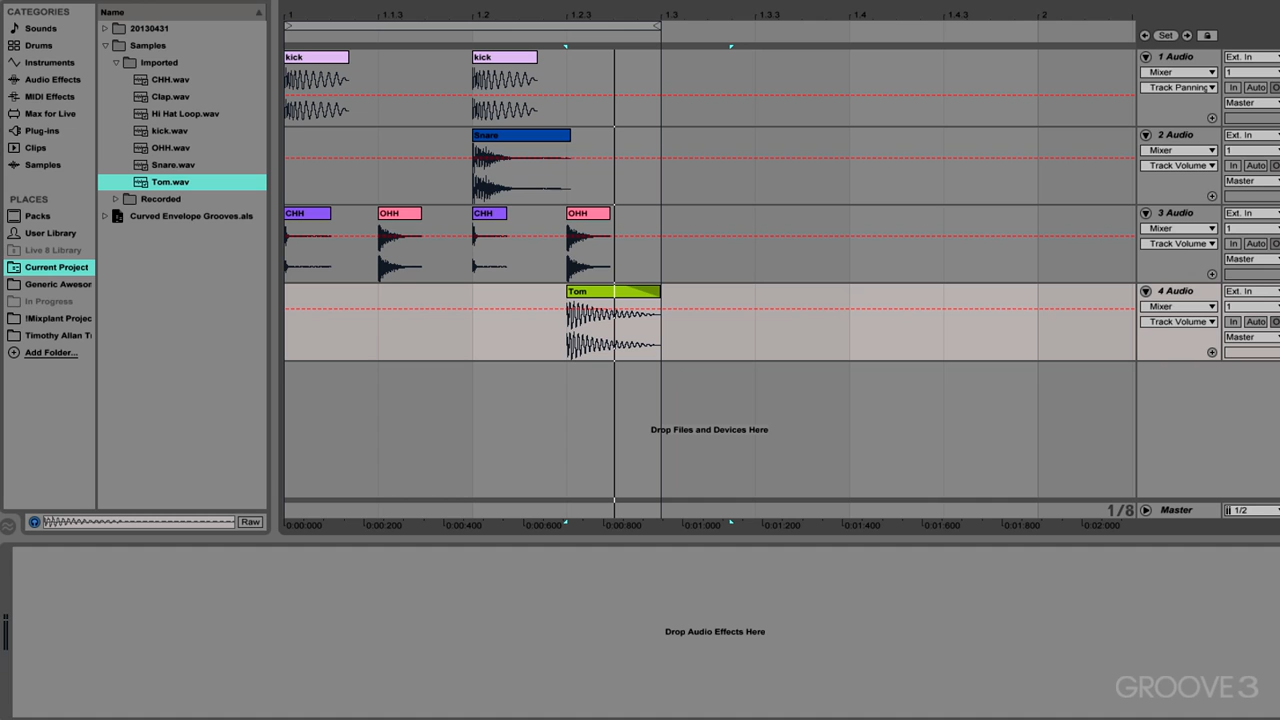 CATEGORIES
Sounds
Drums
Instruments
Audio Effects
MIDI Effects
Max for Live
Plug-ins
Clips
Samples
PLACES
Packs
User Library
Live 8 Library
Current Project
Generic Aweson
In Progress
!Mixplant Projec
Timothy Allan Ti
Add Folder...
Name
20130431
Samples
Imported
CHH.wav
Clap.wav
Hi Hat Loop.wav
kick.wav
OHH.wav
Snare.wav
Tom.wav
Recorded
Curved Envelope Grooves.als
Raw
1 1.1.3 1.2 1.2.3 1.3 1.3.3 1.4 1.4.3 2
Set
kick kick
Snare
CHH OHH CHH OHH
Tom
Drop Files and Devices Here
1 Audio Ext. In
Mixer 1
Track Panning In Auto O
Master
2 Audio Ext. In
Mixer 1
Track Volume In Auto O
Master
3 Audio Ext. In
Mixer 1
Track Volume In Auto O
Master
4 Audio Ext. In
Mixer 1
Track Volume In Auto O
Master
1/8 Master 1/2
0:00:000 0:00:200 0:00:400 0:00:600 0:00:800 0:01:000 0:01:200 0:01:400 0:01:600 0:01:800 0:02:000
Drop Audio Effects Here
GROOVE3